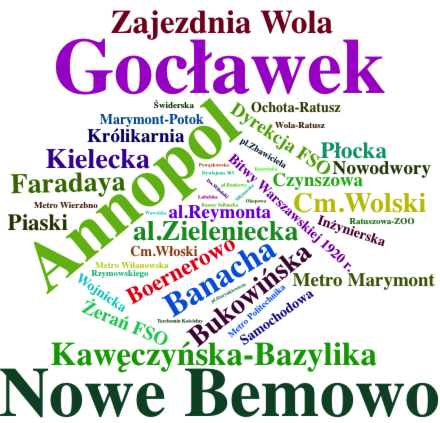 Zajezdnia Wola
Gocławek
Annopol
Świderska
Ochota-Ratusz
Marymont-Potok
Dyrekcja FSO
Wola-Ratusz
Królikarnia
pl.Zbawiciela
Płocka
Kielecka
Nowodwory
Czynszowa
Faradaya
Bitwy Warszawskiej 1920 r.
Cm.Wolski
Metro Wierzbno
al.Reymonta
Ratuszowa-ZOO
Piaski
al.Zieleniecka
Inżynierska
Cm.Włoski
Boernerowo
Banacha
Bukowińska
Metro Wilanowska
Rzymowskiego
Metro Marymont
Wojnicka
Żerań FSO
Metro Politechnika
Samochodowa
Tarchomin Kościelny
Kawęczyńska-Bazylika
Nowe Bemowo